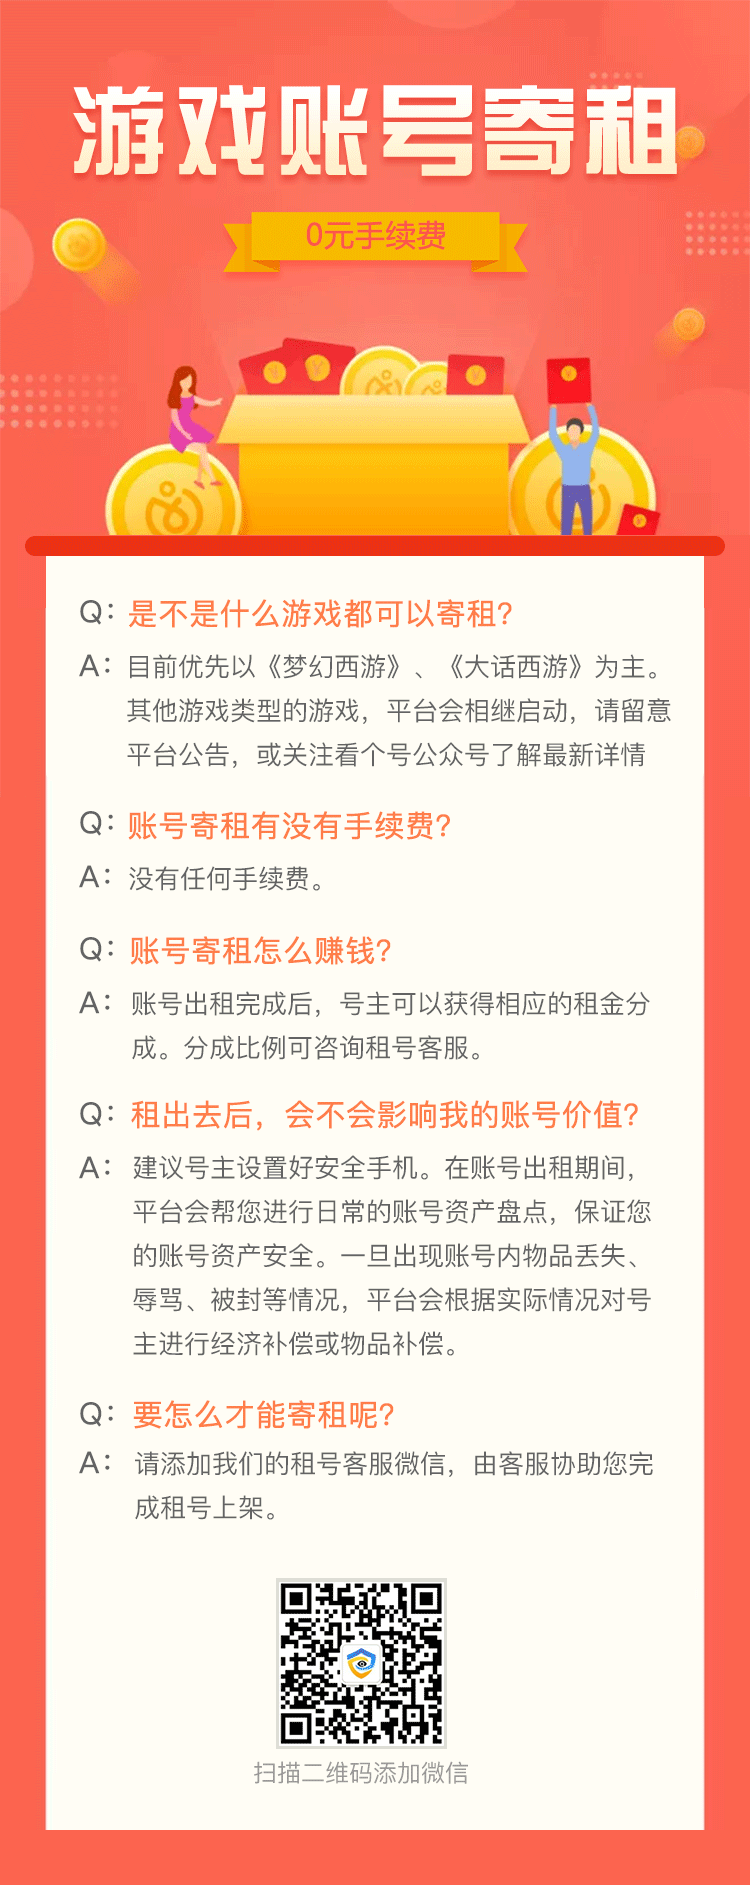 游戏账号寄租
0元手续费
Q：是不是什么游戏都可以寄租？
A：目前优先以《梦幻西游》、《大话西游》为主。
其他游戏类型的游戏，平台会相继启动，请留意
平台公告，或关注看个号公众号了解最新详情
Q：账号寄租有没有手续费？
A：没有任何手续费。
Q：账号寄租怎么赚钱？
A：账号出租完成后，号主可以获得相应的租金分
成。分成比例可咨询租号客服。
Q：租出去后，会不会影响我的账号价值？
A：建议号主设置好安全手机。在账号出租期间，
平台会帮您进行日常的账号资产盘点，保证您
的账号资产安全。一旦出现账号内物品丢失、
辱骂、被封等情况，平台会根据实际情况对号
主进行经济补偿或物品补偿。
Q：要怎么才能寄租呢？
A：请添加我们的租号客服微信，由客服协助您完
成租号上架。
扫描二维码添加微信